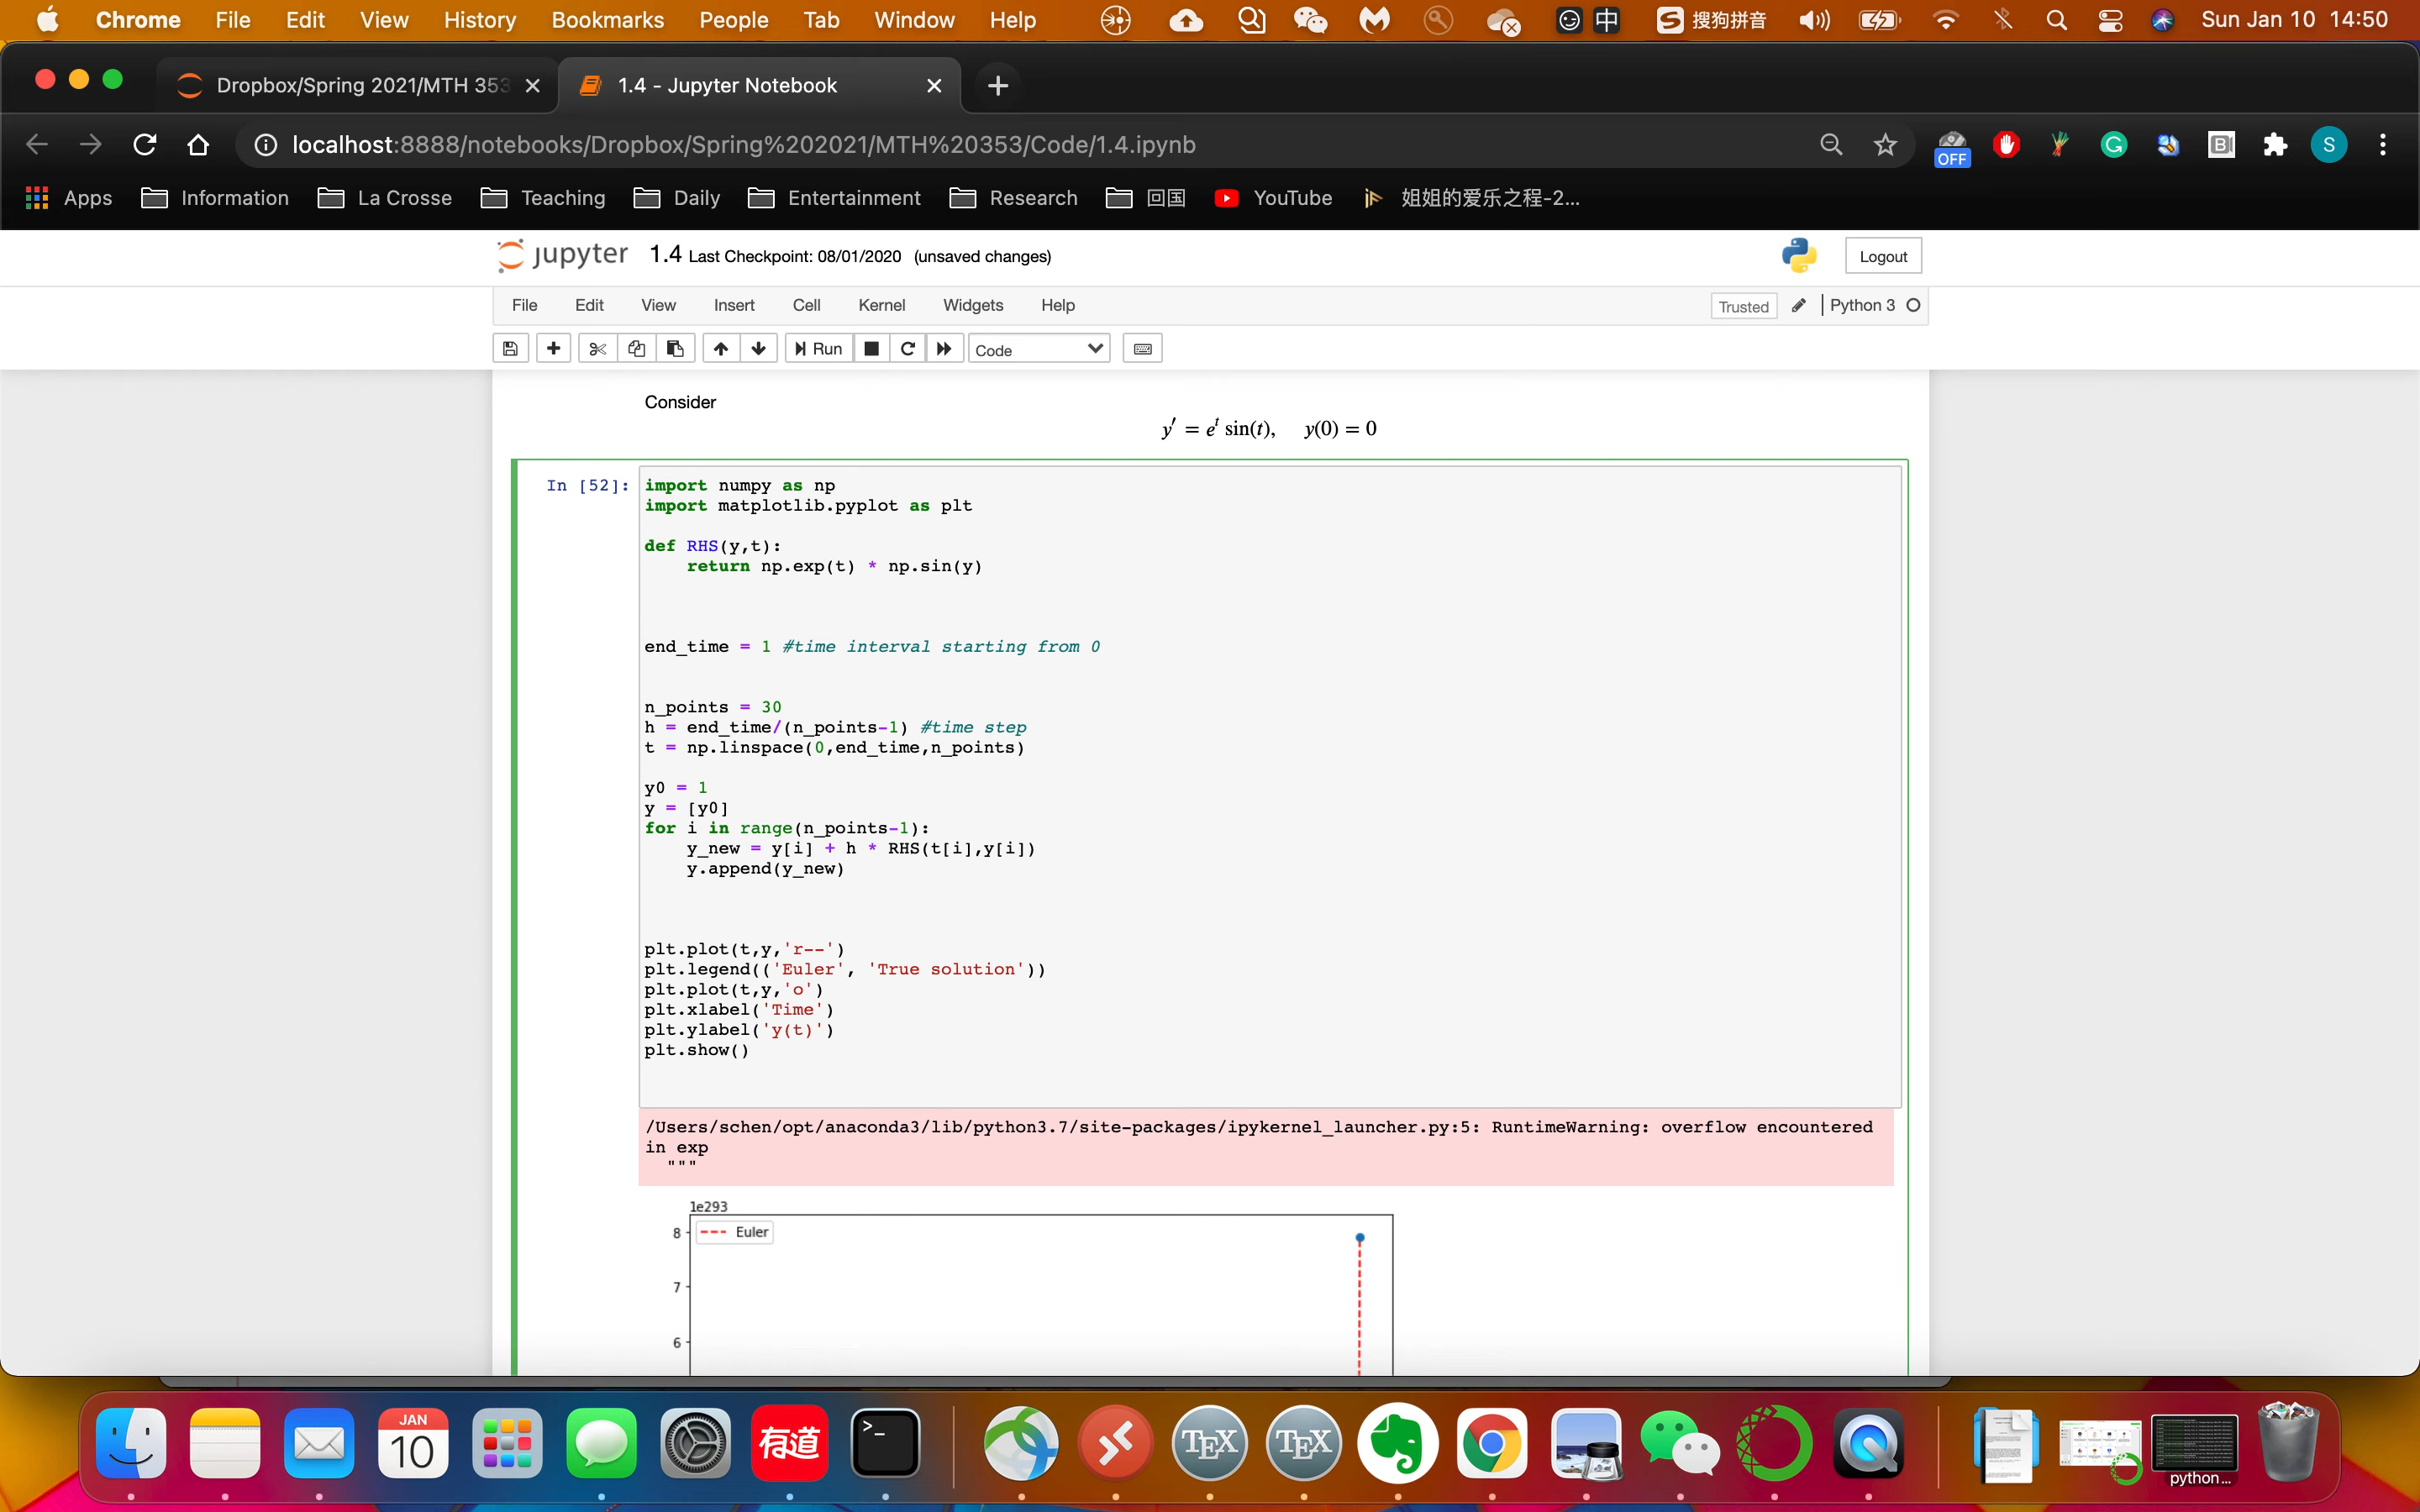 Chrome File Edit View History Bookmarks People Tab Window Help 中 搜狗拼音 Sun Jan 10 14:50
Dropbox/Spring 2021/MTH 353 1.4 - Jupyter Notebook
localhost:8888/notebooks/Dropbox/Spring%202021/MTH%20353/Code/1.4.ipynb OFF S
Apps Information La Crosse Teaching Daily Entertainment Research 回国 YouTube 姐姐的爱乐之程-2...
jupyter 1.4 Last Checkpoint: 08/01/2020 (unsaved changes) Logout
File Edit View Insert Cell Kernel Widgets Help Trusted Python 3
Run Code
Consider
y′ = e^t sin(t), y(0) = 0
In [52]: import numpy as np
import matplotlib.pyplot as plt
def RHS(y,t):
    return np.exp(t) * np.sin(y)
end_time = 1 #time interval starting from 0
n_points = 30
h = end_time/(n_points-1) #time step
t = np.linspace(0,end_time,n_points)
y0 = 1
y = [y0]
for i in range(n_points-1):
    y_new = y[i] + h * RHS(t[i],y[i])
    y.append(y_new)
plt.plot(t,y,'r--')
plt.legend(('Euler', 'True solution'))
plt.plot(t,y,'o')
plt.xlabel('Time')
plt.ylabel('y(t)')
plt.show()
/Users/schen/opt/anaconda3/lib/python3.7/site-packages/ipykernel_launcher.py:5: RuntimeWarning: overflow encountered
in exp
  """
1e293
8 Euler
7
6
JAN
10
有道
>_
TEX TEX
python...